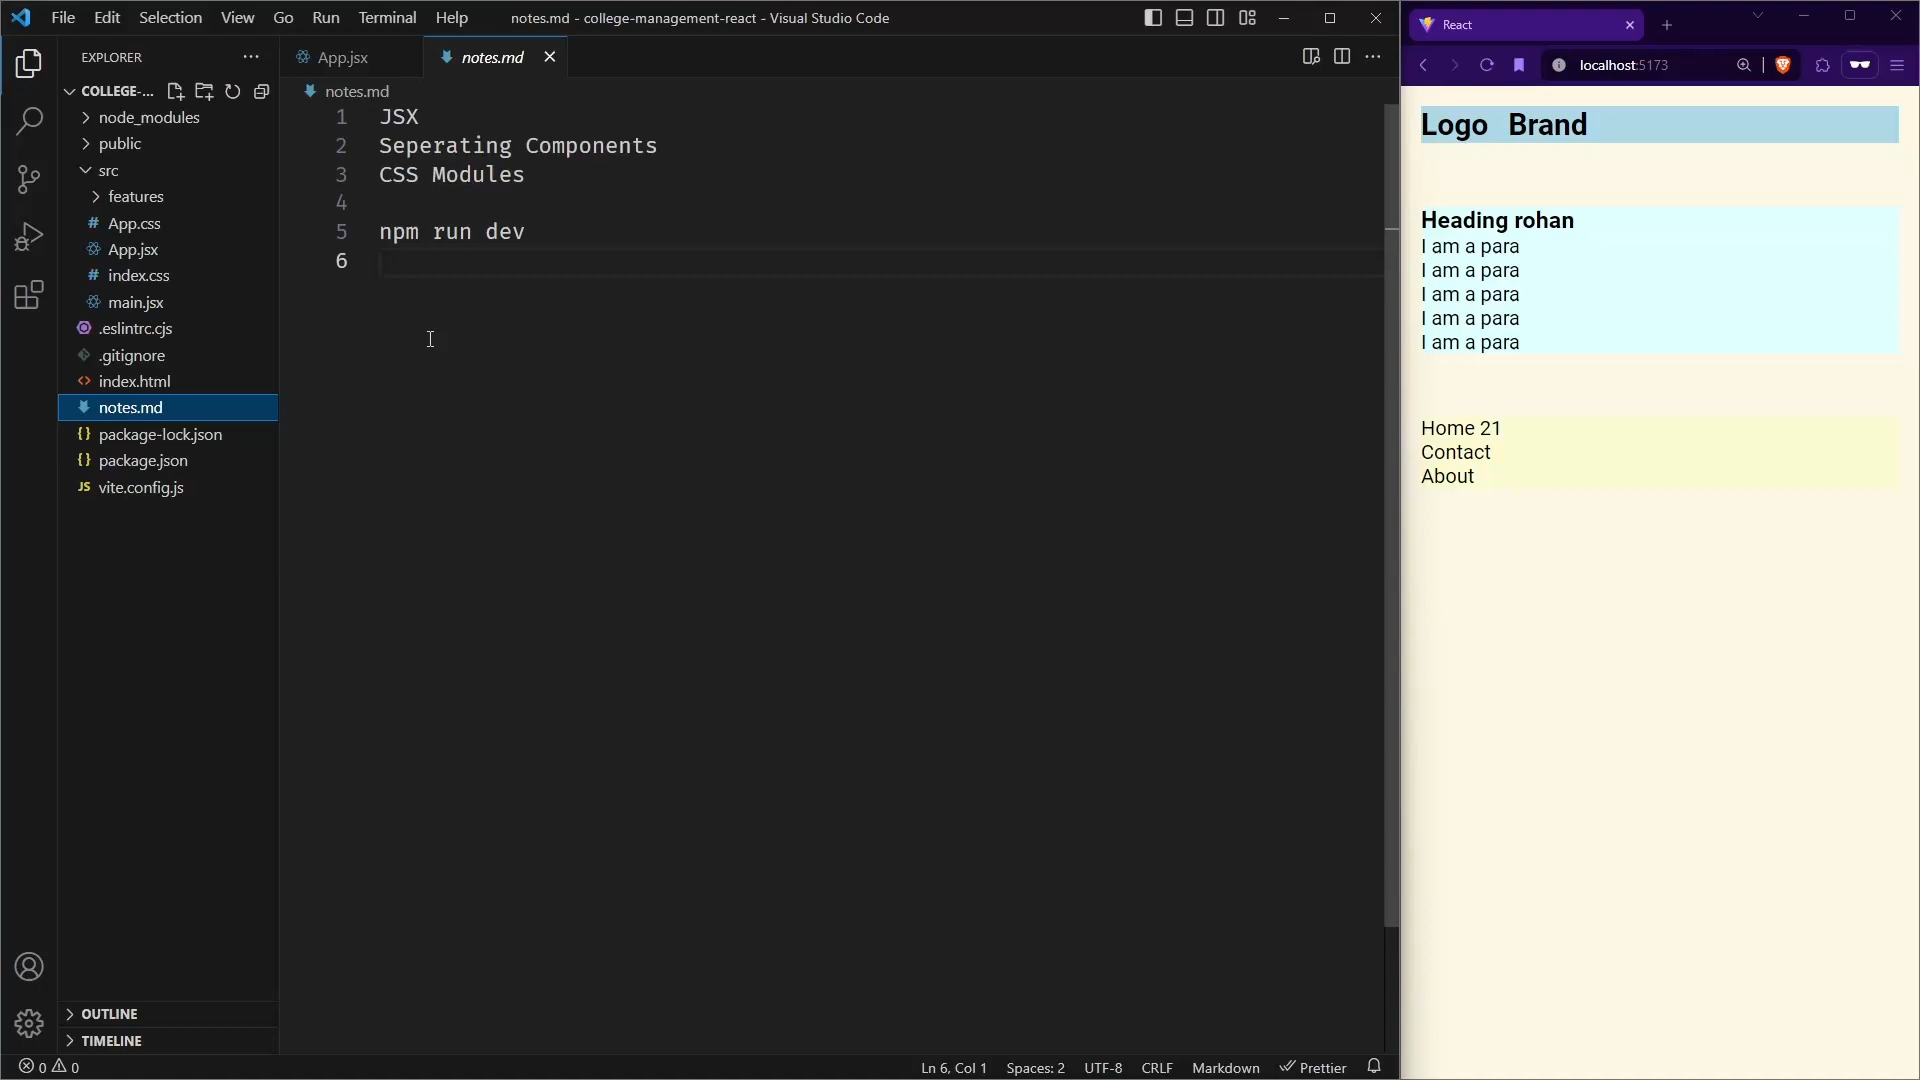 File Edit Selection View Go Run Terminal Help
notes.md - college-management-react - Visual Studio Code
EXPLORER
COLLEGE-...
node_modules
public
src
features
# App.css
App.jsx
# index.css
main.jsx
.eslintrc.cjs
.gitignore
<> index.html
notes.md
{} package-lock.json
{} package.json
JS vite.config.js
OUTLINE
TIMELINE
App.jsx
notes.md
notes.md
1 JSX
2 Seperating Components
3 CSS Modules
4
5 npm run dev
6
0 0
Ln 6, Col 1 Spaces: 2 UTF-8 CRLF Markdown Prettier
React
localhost:5173
Logo Brand
Heading rohan
I am a para
I am a para
I am a para
I am a para
I am a para
Home 21
Contact
About